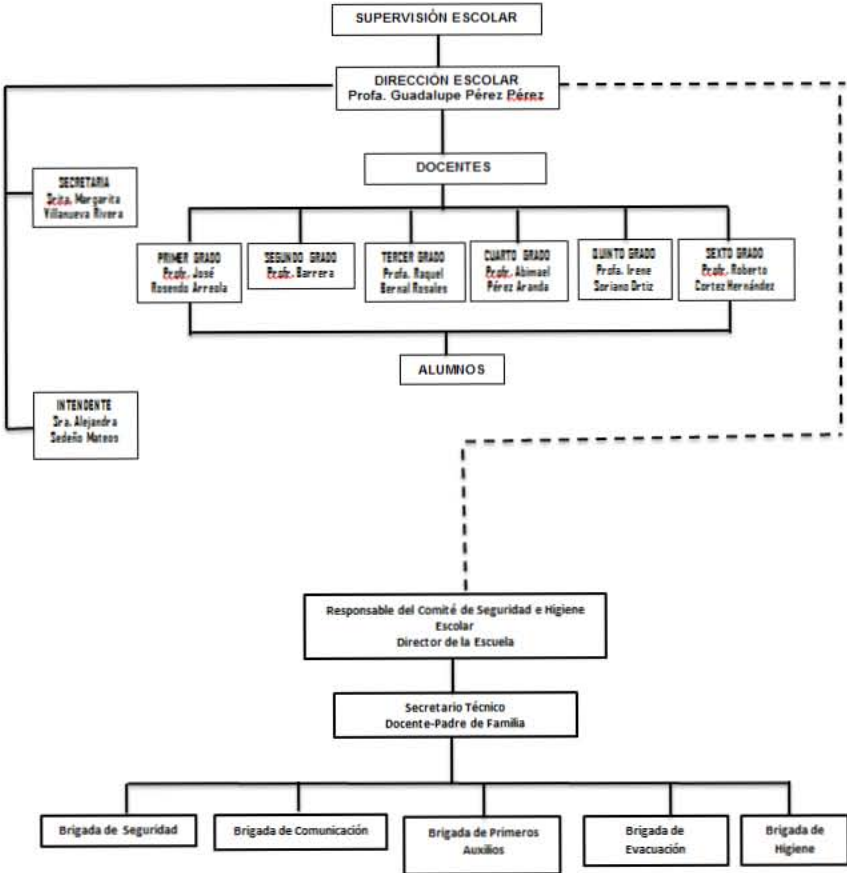 SUPERVISIÓN ESCOLAR
DIRECCIÓN ESCOLAR
Profa. Guadalupe Pérez Pérez
DOCENTES
SECRETARIA
Srita. Margarita
Villanueva Rivera
PRIMER GRADO
Profr. José
Rosendo Arreola
SEGUNDO GRADO
Profr. Barrera
TERCER GRADO
Profa. Raquel
Bernal Rosales
CUARTO GRADO
Profr. Abimael
Pérez Aranda
QUINTO GRADO
Profa. Irene
Soriano Ortiz
SEXTO GRADO
Profr. Roberto
Cortez Hernández
ALUMNOS
INTENDENTE
Sra. Alejandra
Sedeño Mateos
Responsable del Comité de Seguridad e Higiene
Escolar
Director de la Escuela
Secretario Técnico
Docente-Padre de Familia
Brigada de Seguridad
Brigada de Comunicación
Brigada de Primeros
Auxilios
Brigada de
Evacuación
Brigada de
Higiene